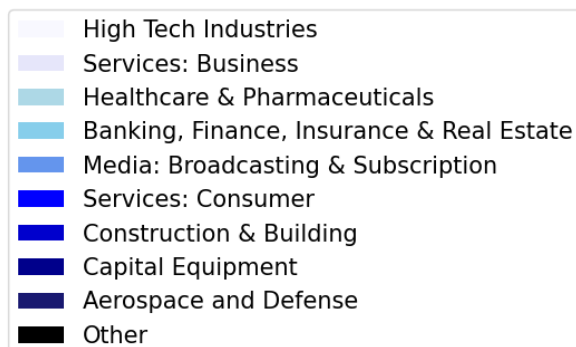 High Tech Industries
Services: Business
Healthcare & Pharmaceuticals
Banking, Finance, Insurance & Real Estate
Media: Broadcasting & Subscription
Services: Consumer
Construction & Building
Capital Equipment
Aerospace and Defense
Other